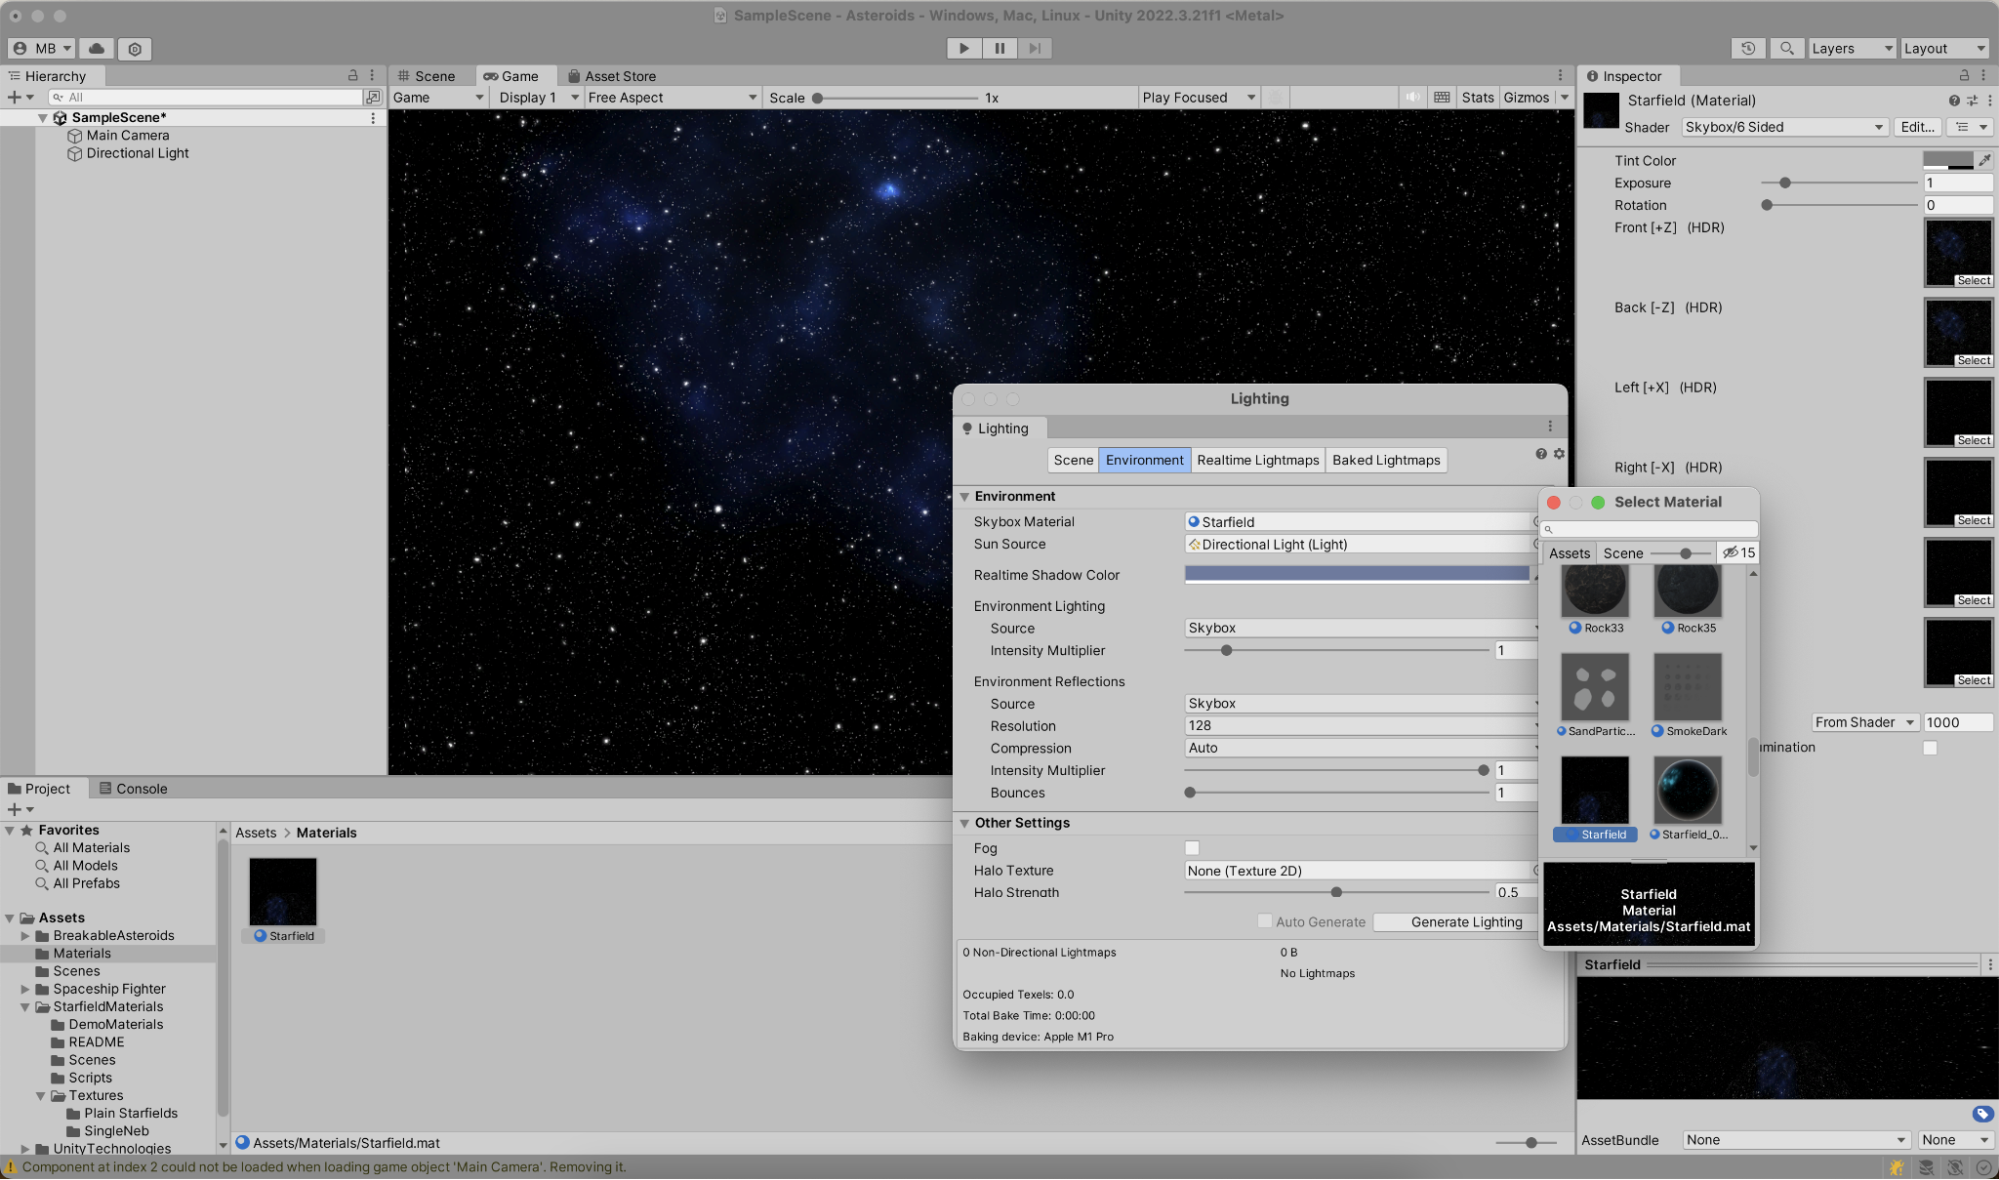 SampleScene - Asteroids - Windows, Mac, Linux - Unity 2022.3.21f1 <Metal>
MB
Layers
Layout
Hierarchy
All
SampleScene*
Main Camera
Directional Light
Scene
Game
Asset Store
Game
Display 1
Free Aspect
Scale
1x
Play Focused
Stats
Gizmos
Inspector
Starfield (Material)
Shader
Skybox/6 Sided
Edit...
Tint Color
Exposure
1
Rotation
0
Front [+Z] (HDR)
Select
Back [-Z] (HDR)
Select
Left [+X] (HDR)
Select
Right [-X] (HDR)
Select
Select
Select
From Shader
1000
mination
Lighting
Lighting
Scene
Environment
Realtime Lightmaps
Baked Lightmaps
Environment
Skybox Material
Starfield
Sun Source
Directional Light (Light)
Realtime Shadow Color
Environment Lighting
Source
Skybox
Intensity Multiplier
1
Environment Reflections
Source
Skybox
Resolution
128
Compression
Auto
Intensity Multiplier
1
Bounces
1
Other Settings
Fog
Halo Texture
None (Texture 2D)
Halo Strength
0.5
Auto Generate
Generate Lighting
0 Non-Directional Lightmaps
0 B
No Lightmaps
Occupied Texels: 0.0
Total Bake Time: 0:00:00
Baking device: Apple M1 Pro
Select Material
Assets
Scene
15
Rock33
Rock35
SandPartic...
SmokeDark
Starfield
Starfield_0...
Starfield
Material
Assets/Materials/Starfield.mat
Project
Console
Favorites
All Materials
All Models
All Prefabs
Assets
BreakableAsteroids
Materials
Scenes
Spaceship Fighter
StarfieldMaterials
DemoMaterials
README
Scenes
Scripts
Textures
Plain Starfields
SingleNeb
UnityTechnologies
Assets > Materials
Starfield
Assets/Materials/Starfield.mat
Starfield
AssetBundle
None
None
Component at index 2 could not be loaded when loading game object 'Main Camera'. Removing it.